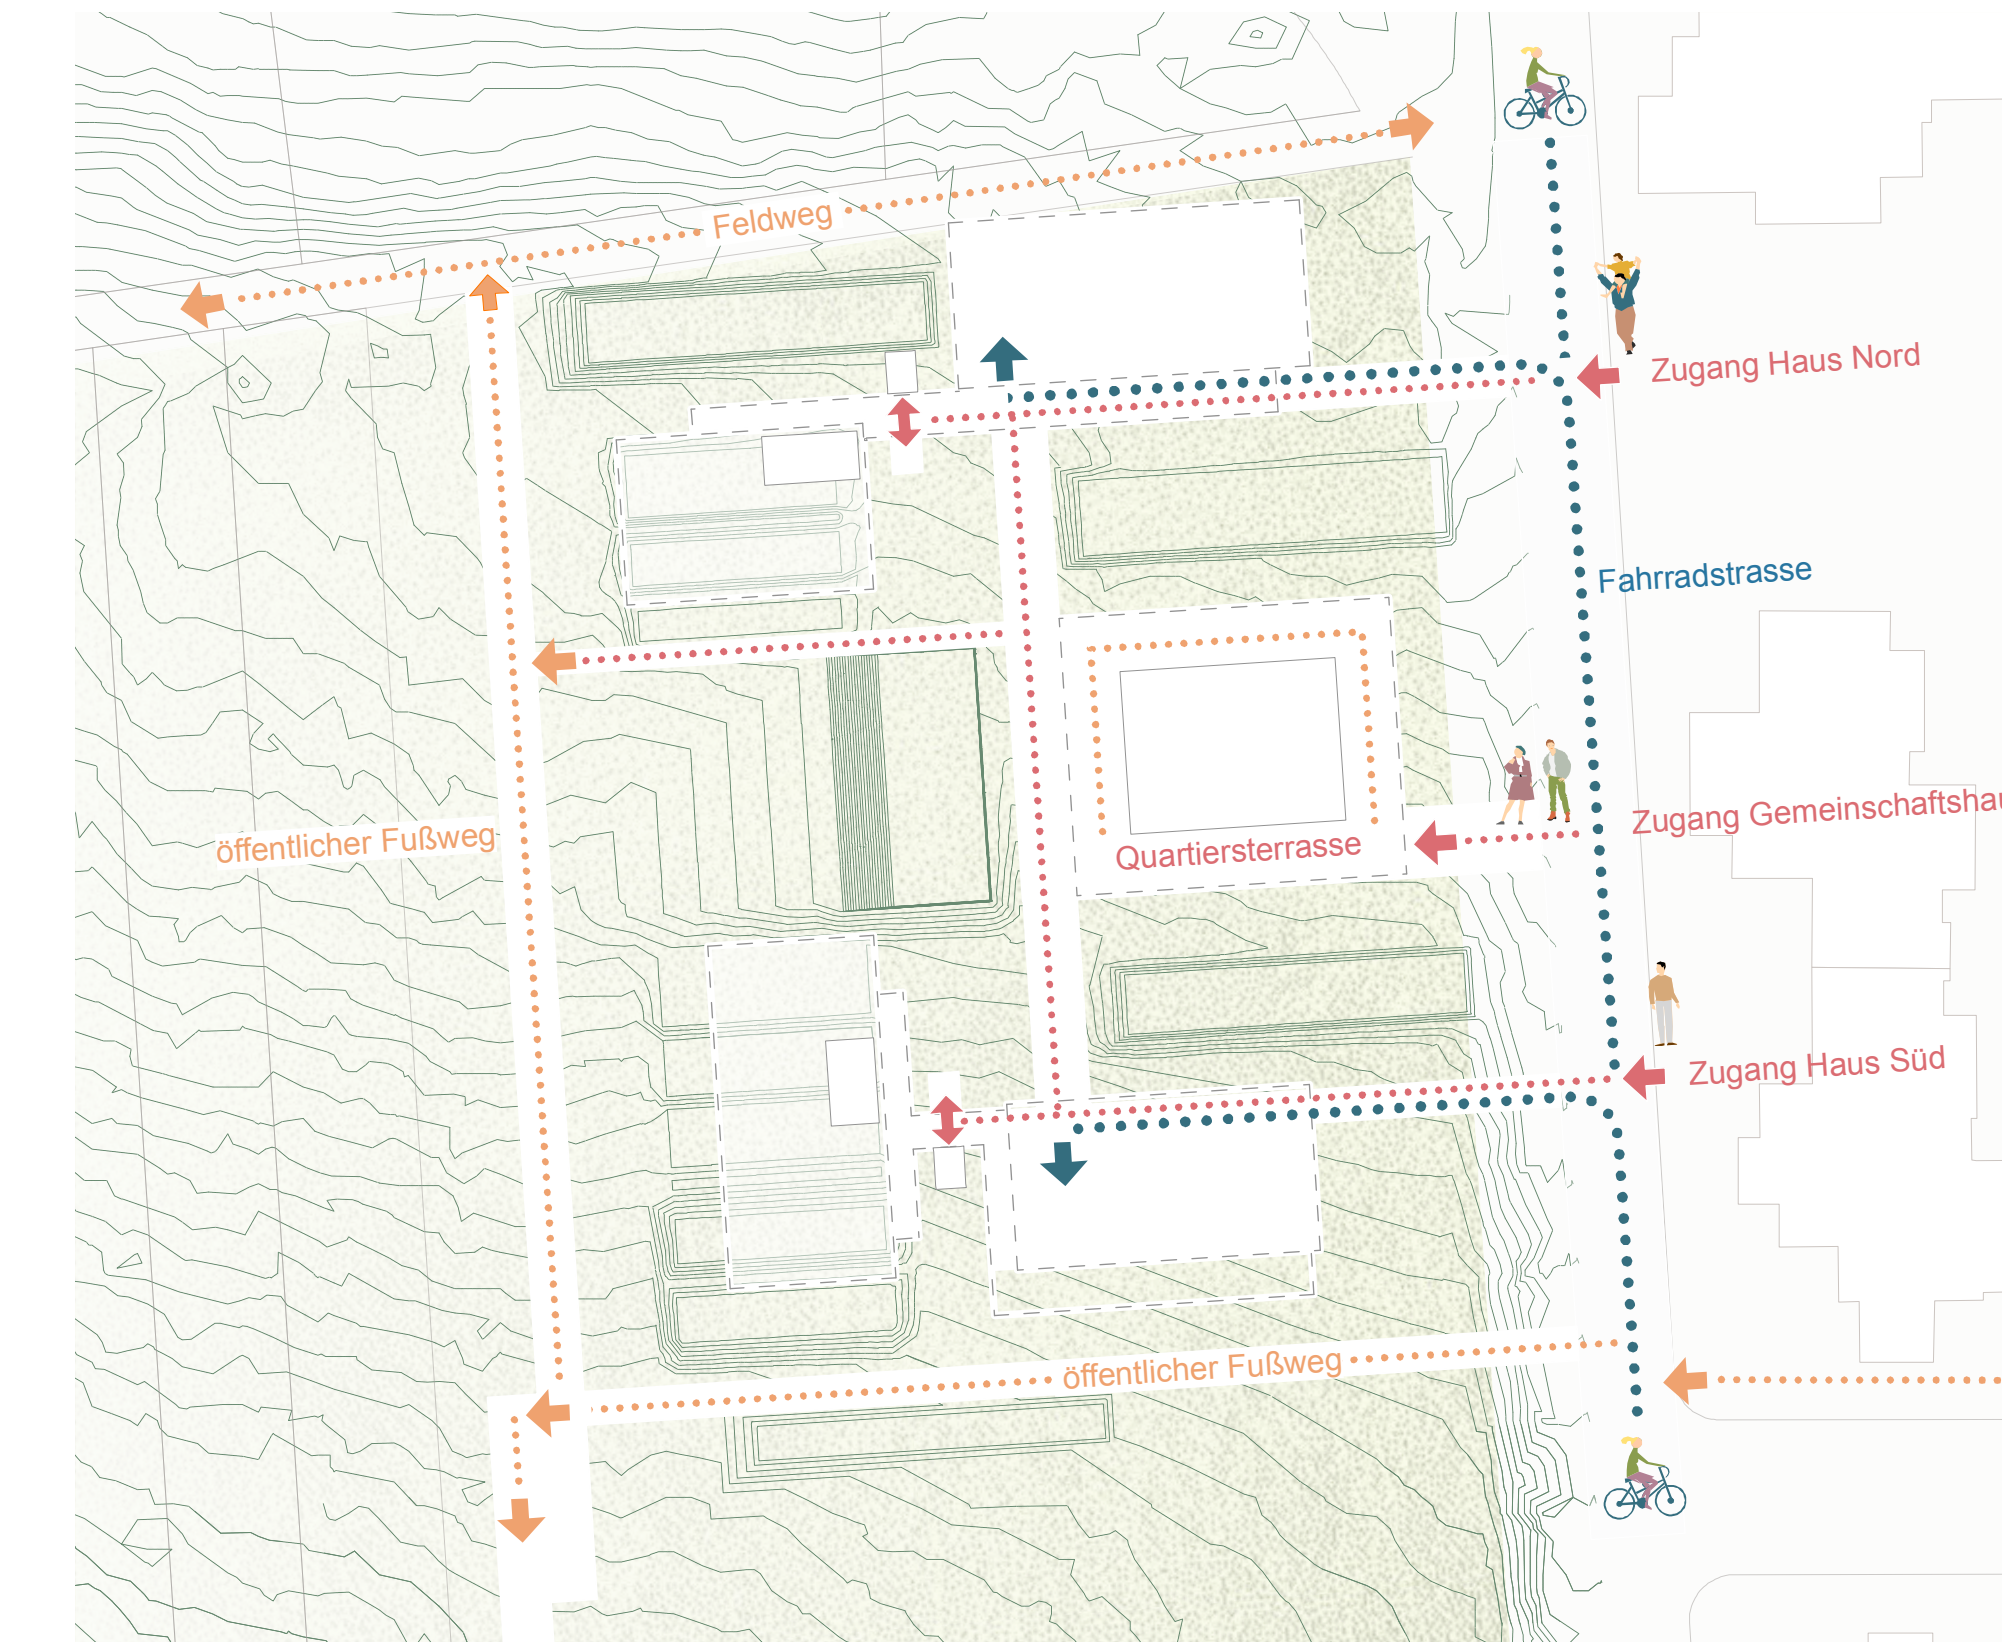 Feldweg
Zugang Haus Nord
Fahrradstrasse
Zugang Gemeinschaftshau
öffentlicher Fußweg
Quartiersterrasse
Zugang Haus Süd
öffentlicher Fußweg